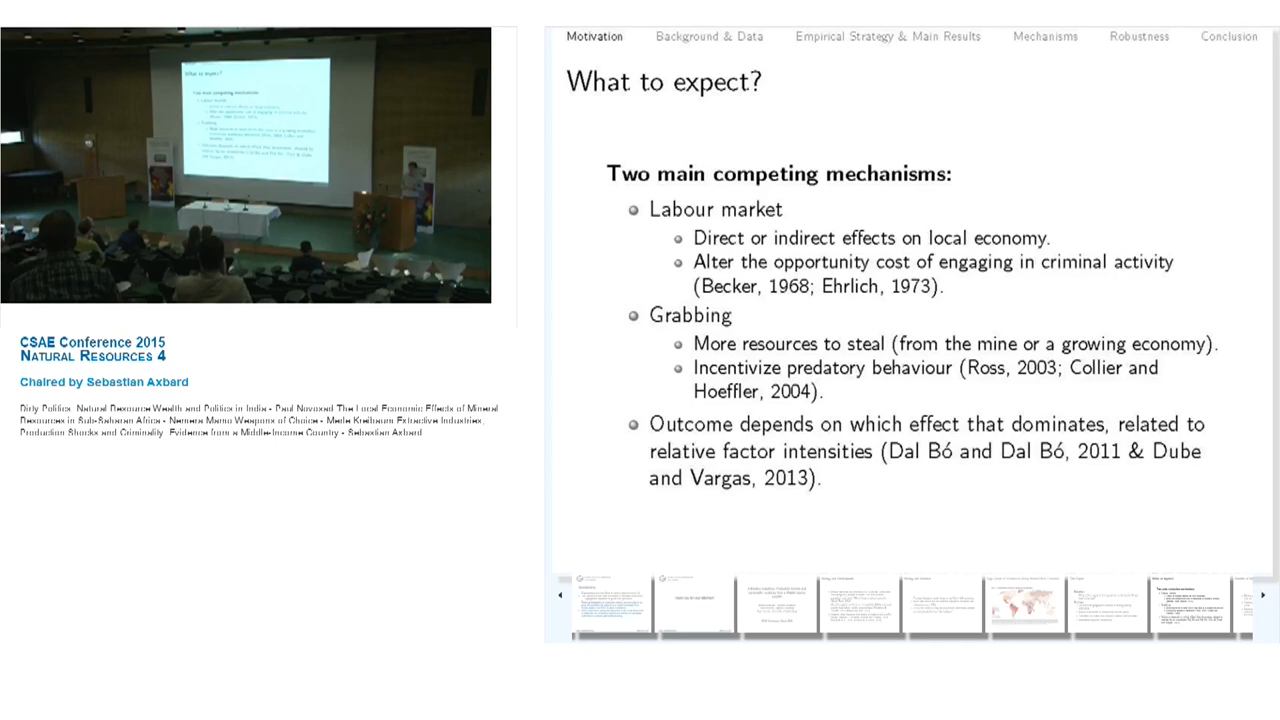 What to expect?
CSAE Conference 2015
NATURAL RESOURCES 4
Chaired by Sebastian Axbard
Dirty Politics: Natural Resource Wealth and Politics in India - Paul Novosad The Local Economic Effects of Mineral
Resources in Sub-Saharan Africa - Nemera Mamo Weapons of Choice - Merle Kreibaum Extractive Industries,
Production Shocks and Criminality: Evidence from a Middle-Income Country - Sebastian Axbard
Motivation Background & Data Empirical Strategy & Main Results Mechanisms Robustness Conclusion
What to expect?
Two main competing mechanisms:
Labour market
Direct or indirect effects on local economy.
Alter the opportunity cost of engaging in criminal activity
(Becker, 1968; Ehrlich, 1973).
Grabbing
More resources to steal (from the mine or a growing economy).
Incentivize predatory behaviour (Ross, 2003; Collier and
Hoeffler, 2004).
Outcome depends on which effect that dominates, related to
relative factor intensities (Dal Bó and Dal Bó, 2011 & Dube
and Vargas, 2013).